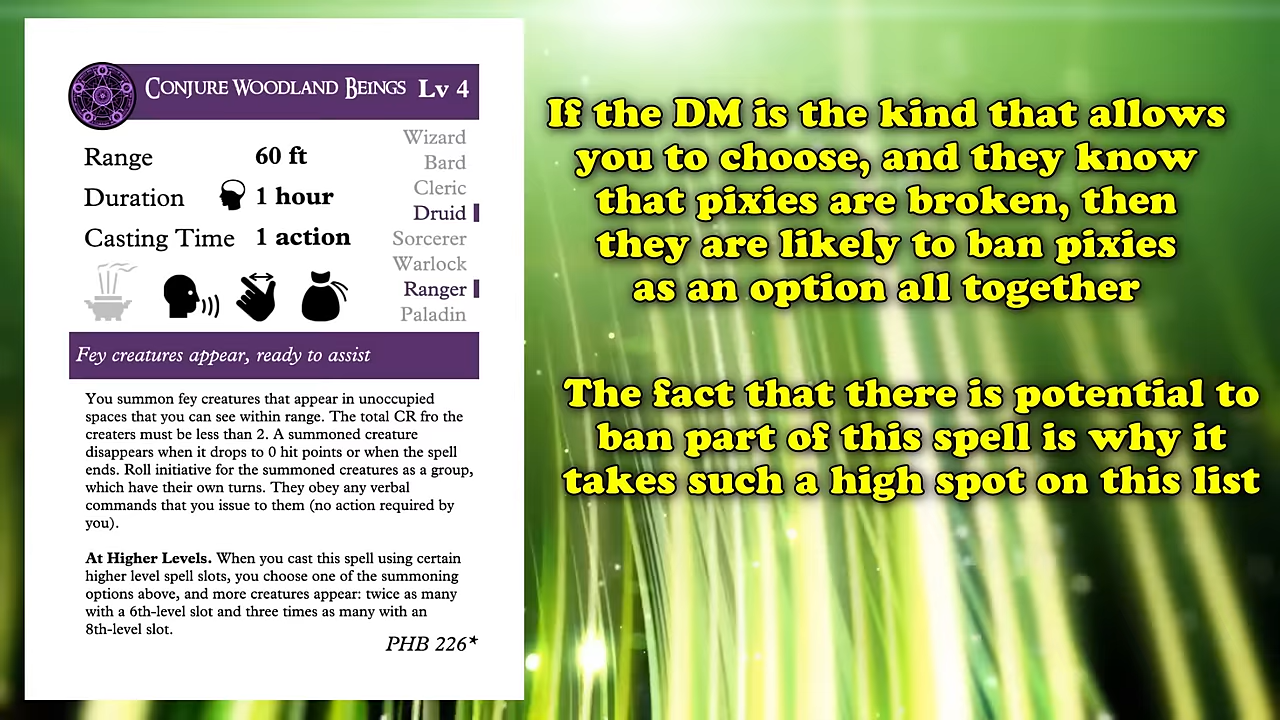 CONJURE WOODLAND BEINGS Lv 4
Range 60 ft
Duration 1 hour
Casting Time 1 action
Wizard
Bard
Cleric
Druid
Sorcerer
Warlock
Ranger
Paladin
Fey creatures appear, ready to assist
You summon fey creatures that appear in unoccupied
spaces that you can see within range. The total CR fro the
creaters must be less than 2. A summoned creature
disappears when it drops to 0 hit points or when the spell
ends. Roll initiative for the summoned creatures as a group,
which have their own turns. They obey any verbal
commands that you issue to them (no action required by
you).
At Higher Levels. When you cast this spell using certain
higher level spell slots, you choose one of the summoning
options above, and more creatures appear: twice as many
with a 6th-level slot and three times as many with an
8th-level slot.
PHB 226*
If the DM is the kind that allows
you to choose, and they know
that pixies are broken, then
they are likely to ban pixies
as an option all together
The fact that there is potential to
ban part of this spell is why it
takes such a high spot on this list